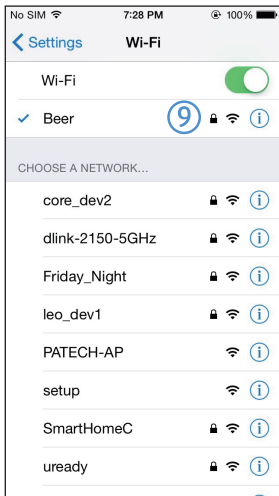 No SIM 7:28 PM 100%
Settings Wi-Fi
Wi-Fi
Beer 9
CHOOSE A NETWORK...
core_dev2
dlink-2150-5GHz
Friday_Night
leo_dev1
PATECH-AP
setup
SmartHomeC
uready